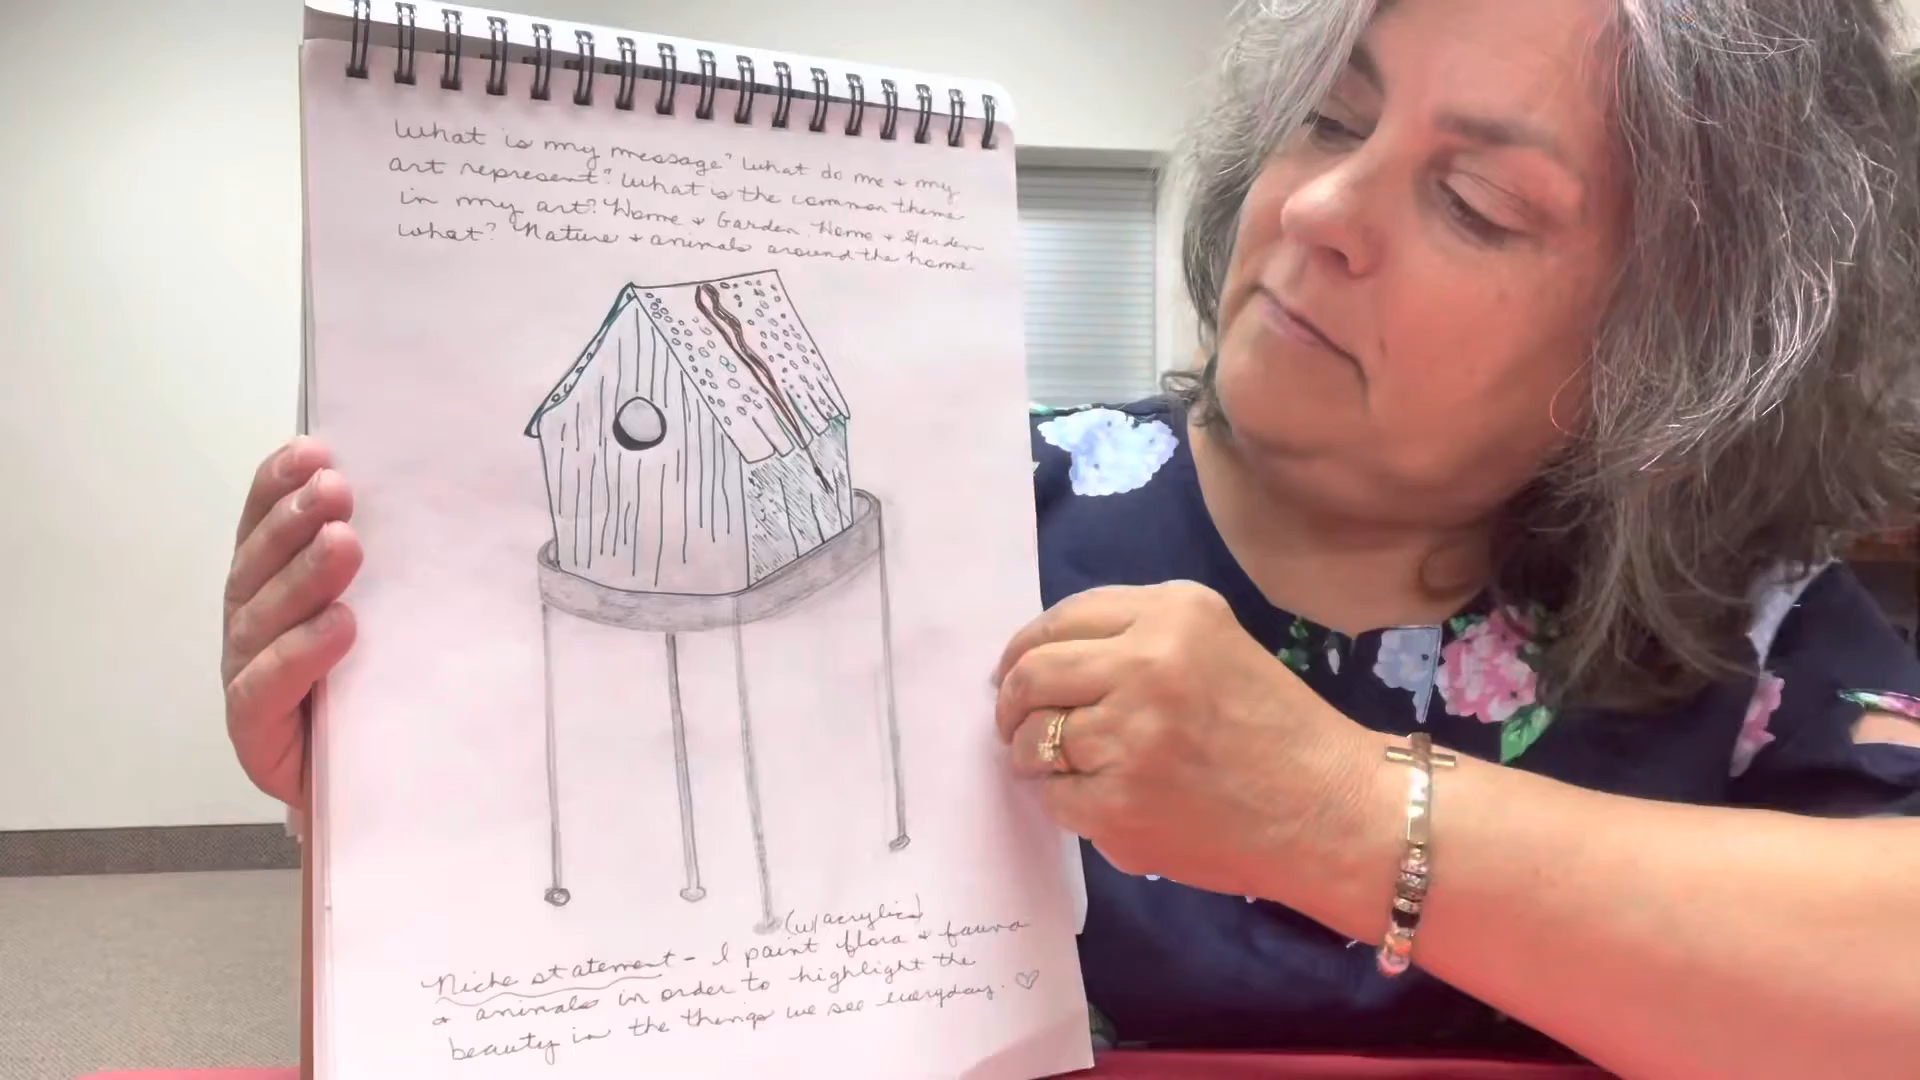 What is my message? What do me & my
art represent? What is the common theme
in my art? Home & Garden. Home & Garden
what? Nature & animals around the home.
(w/acrylics)
Niche statement - I paint flora & fauna
& animals in order to highlight the
beauty in the things we see everyday. ♡